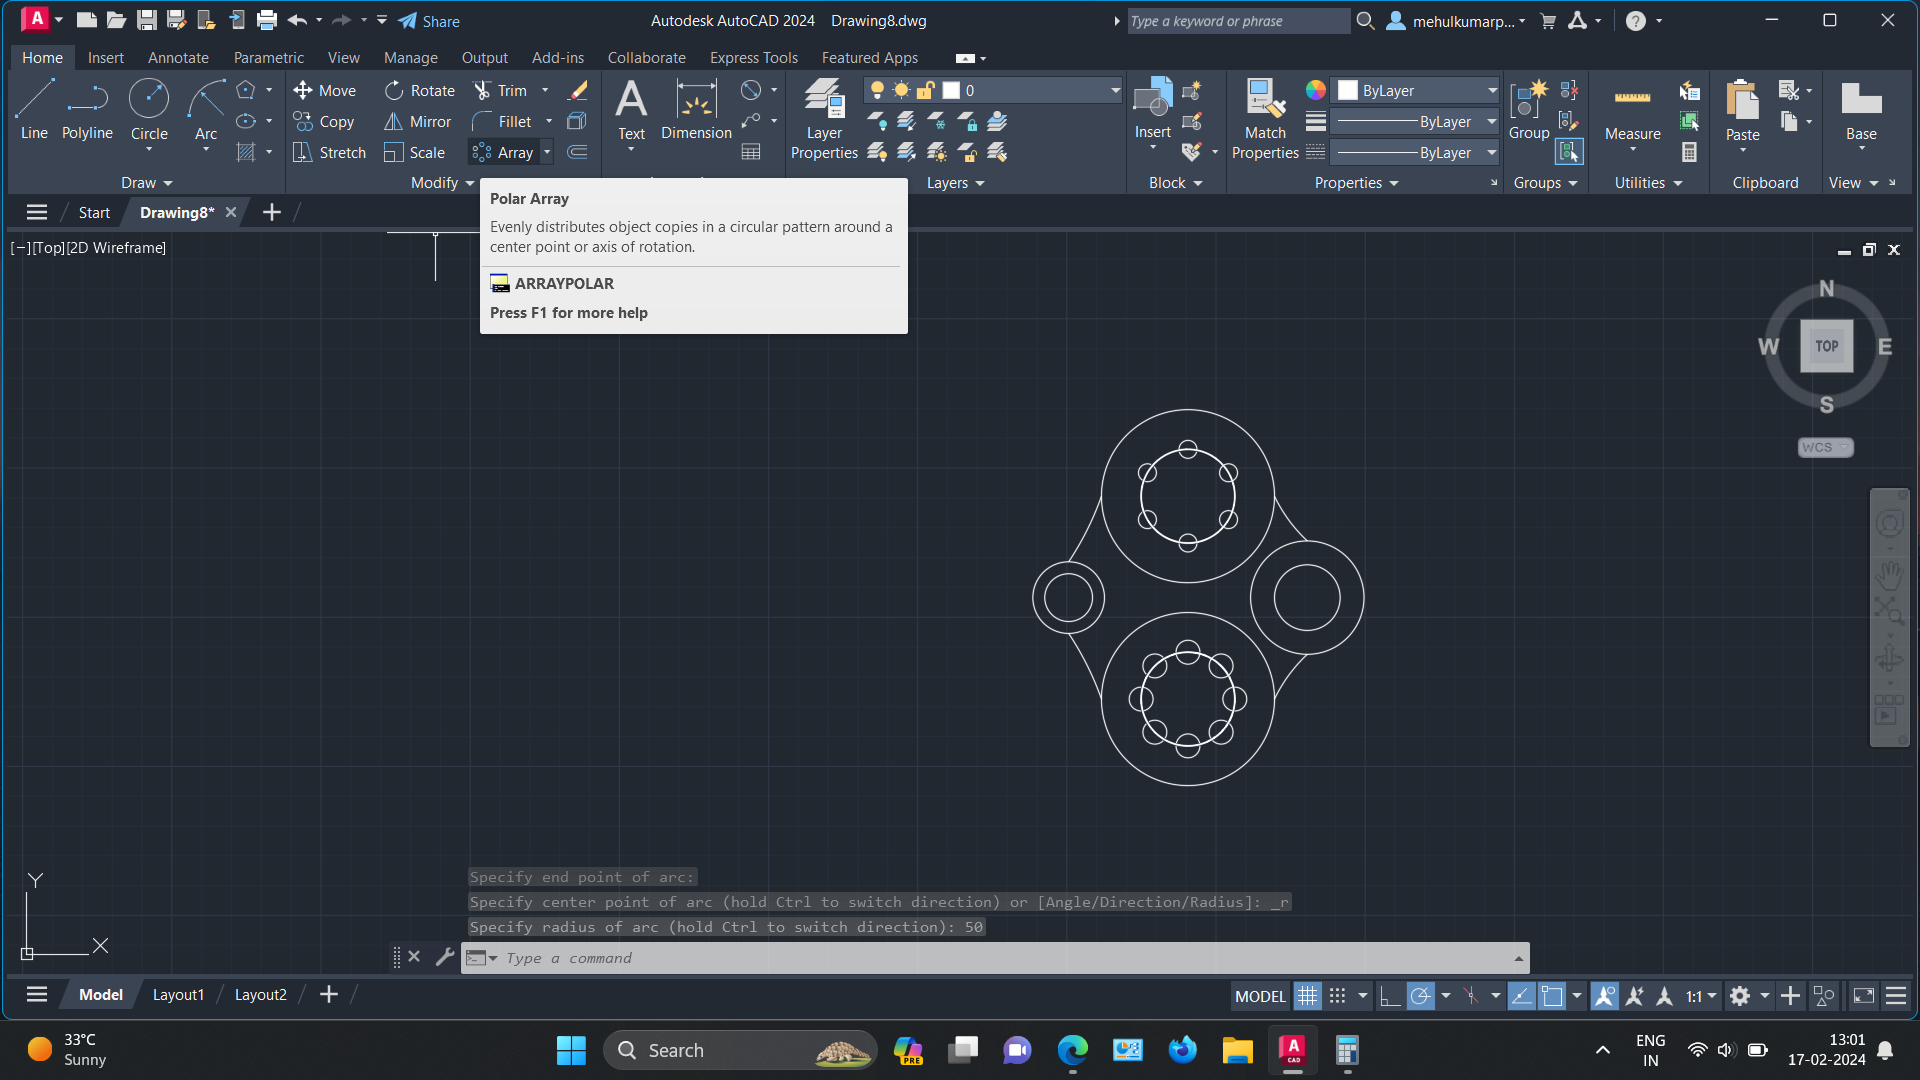 Share
Autodesk AutoCAD 2024 Drawing8.dwg
Type a keyword or phrase
mehulkumarp...
Home Insert Annotate Parametric View Manage Output Add-ins Collaborate Express Tools Featured Apps
Line Polyline Circle Arc
Draw
Move Rotate Trim
Copy Mirror Fillet
Stretch Scale Array
Modify
Text Dimension
Layer Properties
0
Layers
Insert
Block
Match Properties
ByLayer
ByLayer
ByLayer
Properties
Group
Groups
Measure
Utilities
Paste
Clipboard
Base
View
Start Drawing8*
[−][Top][2D Wireframe]
Polar Array
Evenly distributes object copies in a circular pattern around a
center point or axis of rotation.
ARRAYPOLAR
Press F1 for more help
N
W TOP E
S
WCS
Y
X
Specify end point of arc:
Specify center point of arc (hold Ctrl to switch direction) or [Angle/Direction/Radius]: _r
Specify radius of arc (hold Ctrl to switch direction): 50
Type a command
Model Layout1 Layout2
MODEL
1:1
33°C
Sunny
Search
PRE
A
CAD
ENG
IN
13:01
17-02-2024